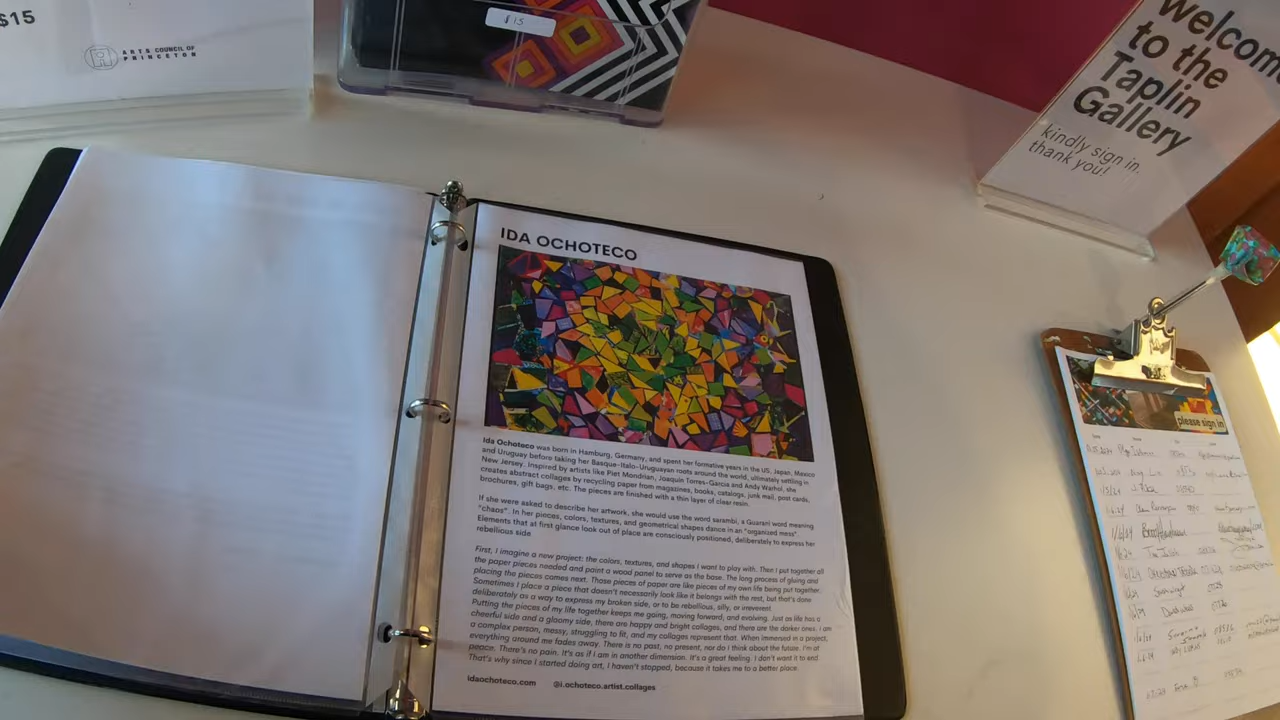 $15
ARTS COUNCIL OF
PRINCETON
$15
welcome
to the
Taplin
Gallery
kindly sign in.
thank you!
IDA OCHOTECO
Ida Ochoteco was born in Hamburg, Germany, and spent her formative years in the US, Japan, Mexico
and Uruguay before taking her Basque-Italo-Uruguayan roots around the world, ultimately settling in
New Jersey. Inspired by artists like Piet Mondrian, Joaquin Torres-Garcia and Andy Warhol, she
creates abstract collages by recycling paper from magazines, books, catalogs, junk mail, post cards,
brochures, gift bags, etc. The pieces are finished with a thin layer of clear resin.
If she were asked to describe her artwork, she would use the word sarambi, a Guarani word meaning
"chaos". In her pieces, colors, textures, and geometrical shapes dance in an "organized mess".
Elements that at first glance look out of place are consciously positioned, deliberately to express her
rebellious side
First, I imagine a new project: the colors, textures, and shapes I want to play with. Then I put together all
the paper pieces needed and paint a wood panel to serve as the base. The long process of gluing and
placing the pieces comes next. Those pieces of paper are like pieces of my own life being put together.
Sometimes I place a piece that doesn't necessarily look like it belongs with the rest, but that's done
deliberately as a way to express my broken side, or to be rebellious, silly, or irreverent.
Putting the pieces of my life together keeps me going, moving forward, and evolving. Just as life has a
cheerful side and a gloomy side, there are happy and bright collages, and there are the darker ones. I am
a complex person, messy, struggling to fit, and my collages represent that. When immersed in a project,
everything around me fades away. There is no past, no present, nor do I think about the future. I'm at
peace. There's no pain. It's as if I am in another dimension. It's a great feeling. I don't want it to end.
That's why since I started doing art, I haven't stopped, because it takes me to a better place.
Idaochoteco.com @i.ochoteco.artist.collages
please sign in